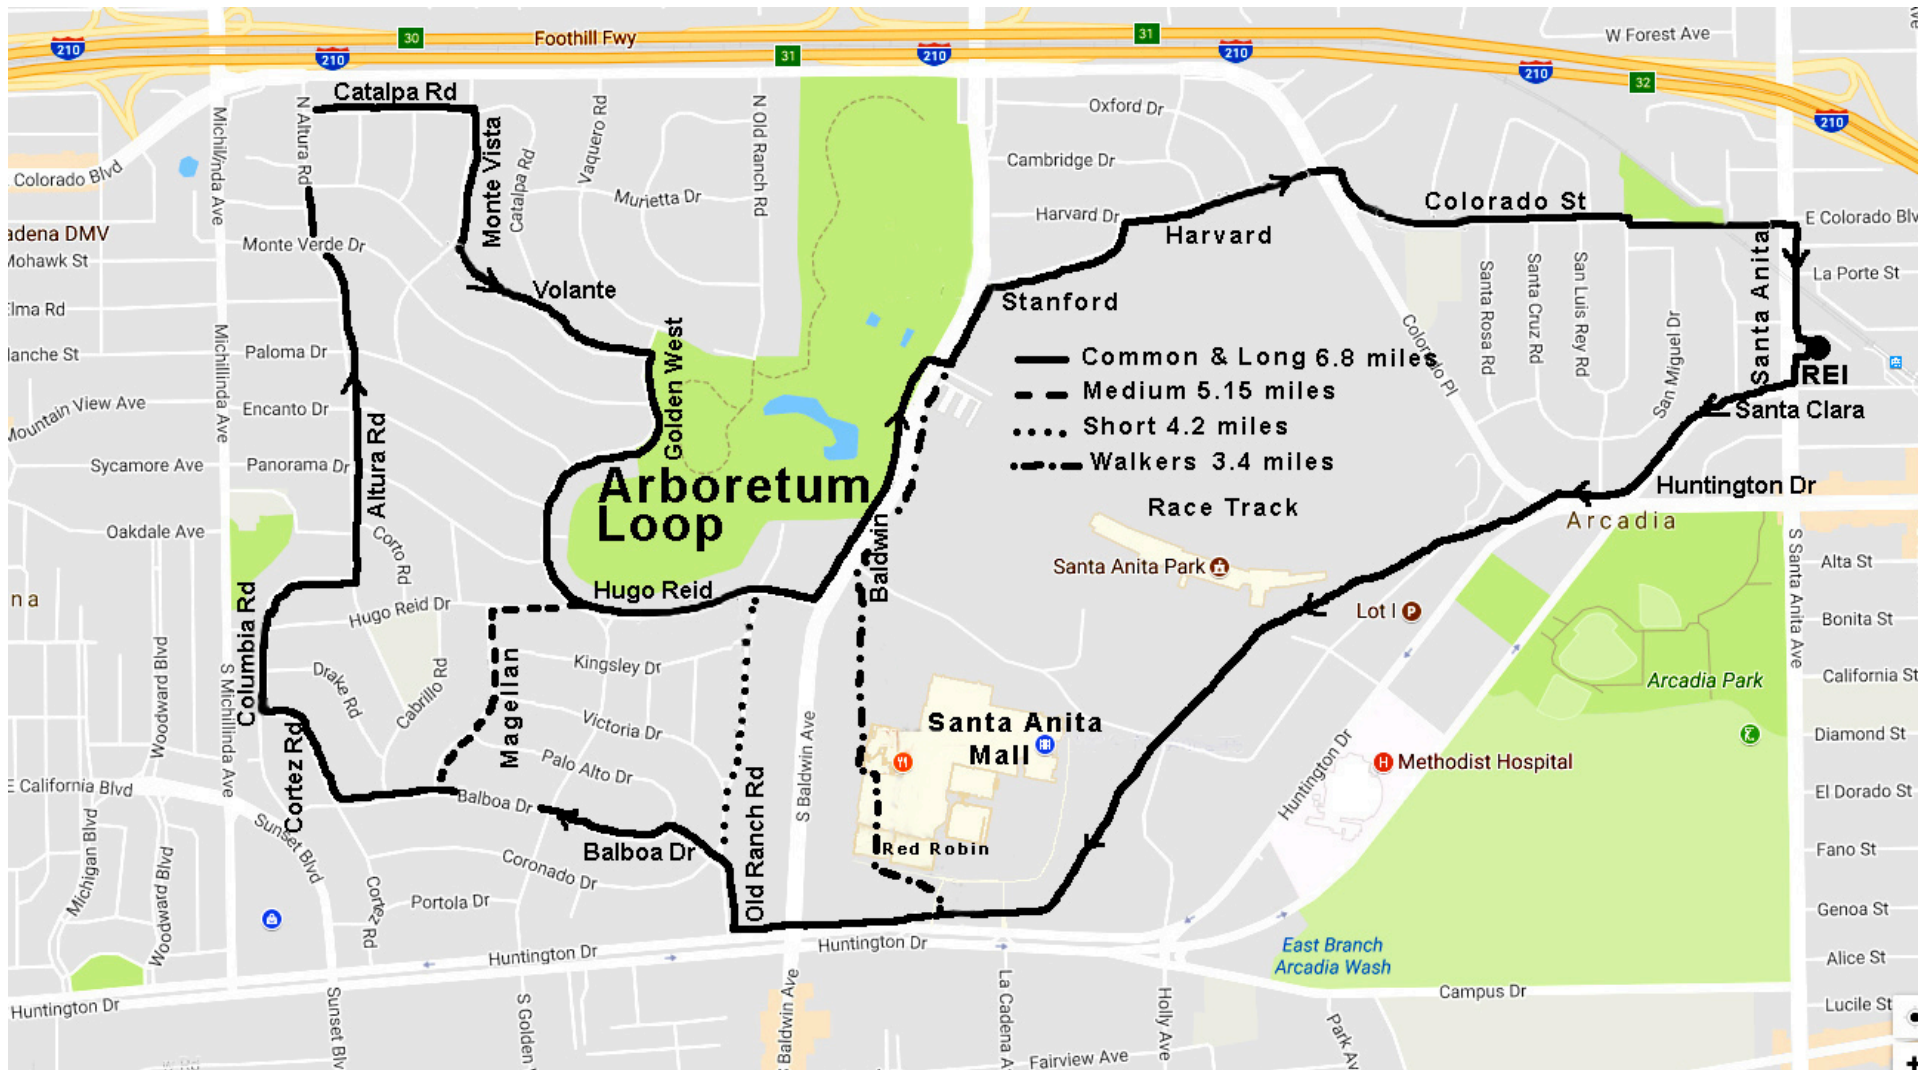 210
30
Foothill Fwy
31
210
31
210
W Forest Ave
210
210
32
210
Catalpa Rd
N Altura Rd
Michillinda Ave
Monte Vista
Catalpa Rd
Vaquero Rd
N Old Ranch Rd
Oxford Dr
Cambridge Dr
Colorado Blvd
Murietta Dr
Harvard Dr
Harvard
Colorado St
E Colorado Blv
adena DMV
Mohawk St
Monte Verde Dr
Volante
Stanford
Santa Anita
La Porte St
Elma Rd
lanche St
Michillinda Ave
Paloma Dr
Golden West
Colorado Pl
Santa Rosa Rd
Santa Cruz Rd
San Luis Rey Rd
San Miguel Dr
Common & Long 6.8 miles
Medium 5.15 miles
Short 4.2 miles
Walkers 3.4 miles
REI
Santa Clara
Mountain View Ave
Encanto Dr
Altura Rd
Sycamore Ave
Panorama Dr
Arboretum
Loop
Huntington Dr
Race Track
Arcadia
Oakdale Ave
Corto Rd
Baldwin
Santa Anita Park
S Santa Anita Ave
Alta St
na
Columbia Rd
Hugo Reid Dr
Hugo Reid
Lot I
P
Bonita St
Woodward Blvd
S Michillinda Ave
Drake Rd
Cabrillo Rd
Magellan
Kingsley Dr
Arcadia Park
California St
Victoria Dr
Santa Anita
Mall
Diamond St
Cortez Rd
Palo Alto Dr
Old Ranch Rd
S Baldwin Ave
Huntington Dr
H
Methodist Hospital
E California Blvd
Balboa Dr
El Dorado St
Michigan Blvd
Woodward Blvd
Sunset Blvd
Balboa Dr
Red Robin
Fano St
Coronado Dr
Cortez Rd
Portola Dr
Genoa St
Huntington Dr
Huntington Dr
East Branch
Arcadia Wash
Alice St
Huntington Dr
Sunset Blv
S Golden
S Baldwin Ave
La Cadena A
Holly Ave
Campus Dr
Park Av
Lucile St
Fairview Ave